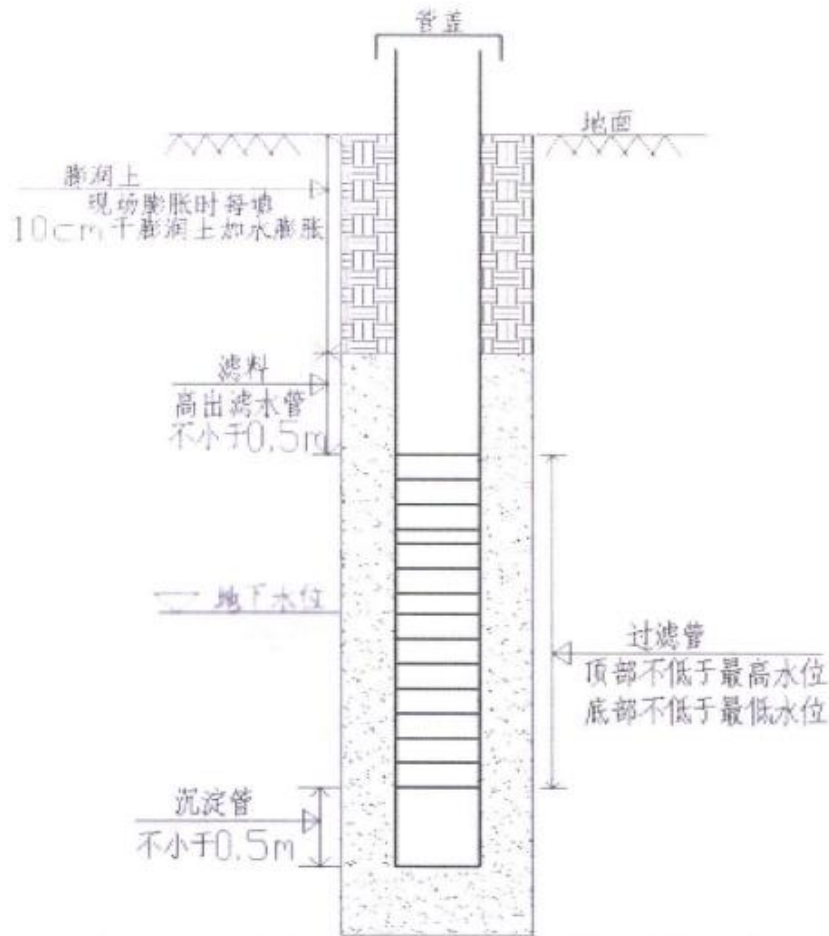 管盖
地面
膨润上
现场膨胀时每填
10cm干膨润上加水膨胀
滤料
高出滤水管
不小于0.5m
地下水位
过滤管
顶部不低于最高水位
底部不低于最低水位
沉淀管
不小于0.5m